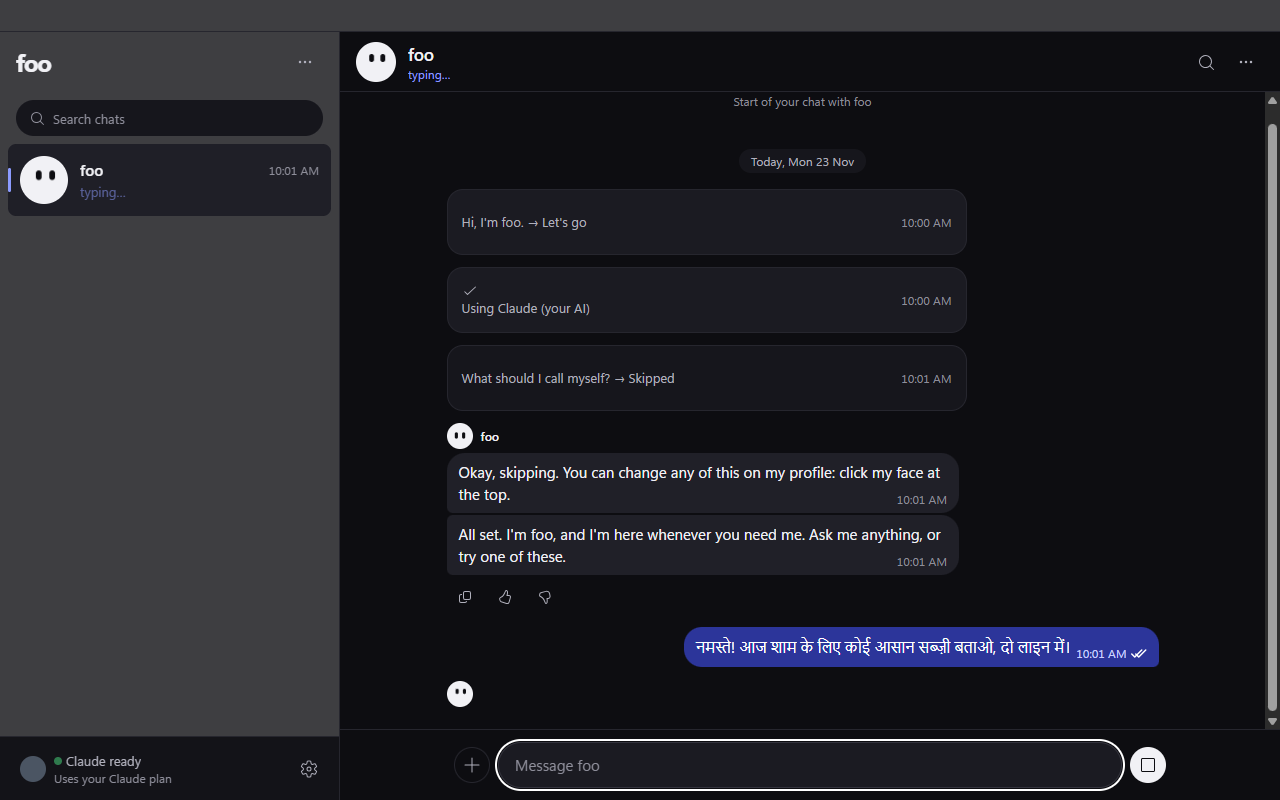 foo
Search chats
foo
10:01 AM
typing...
Claude ready
Uses your Claude plan
foo
typing...
Start of your chat with foo
Today, Mon 23 Nov
Hi, I'm foo. → Let's go
10:00 AM
Using Claude (your AI)
10:00 AM
What should I call myself? → Skipped
10:01 AM
foo
Okay, skipping. You can change any of this on my profile: click my face at
the top.
10:01 AM
All set. I'm foo, and I'm here whenever you need me. Ask me anything, or
try one of these.
10:01 AM
नमस्ते! आज शाम के लिए कोई आसान सब्ज़ी बताओ, दो लाइन में।
10:01 AM
Message foo